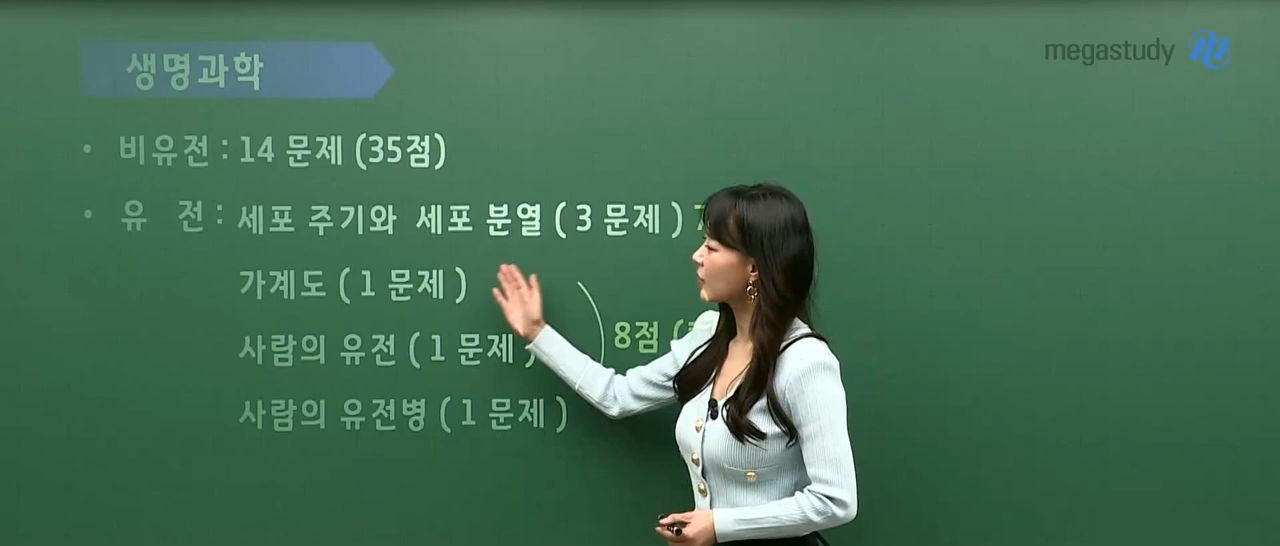 생명과학
megastudy
• 비유전 : 14 문제 (35점)
• 유 전 : 세포 주기와 세포 분열 ( 3 문제 )
가계도 ( 1 문제 )
사람의 유전 ( 1 문제 )
8점
사람의 유전병 ( 1 문제 )